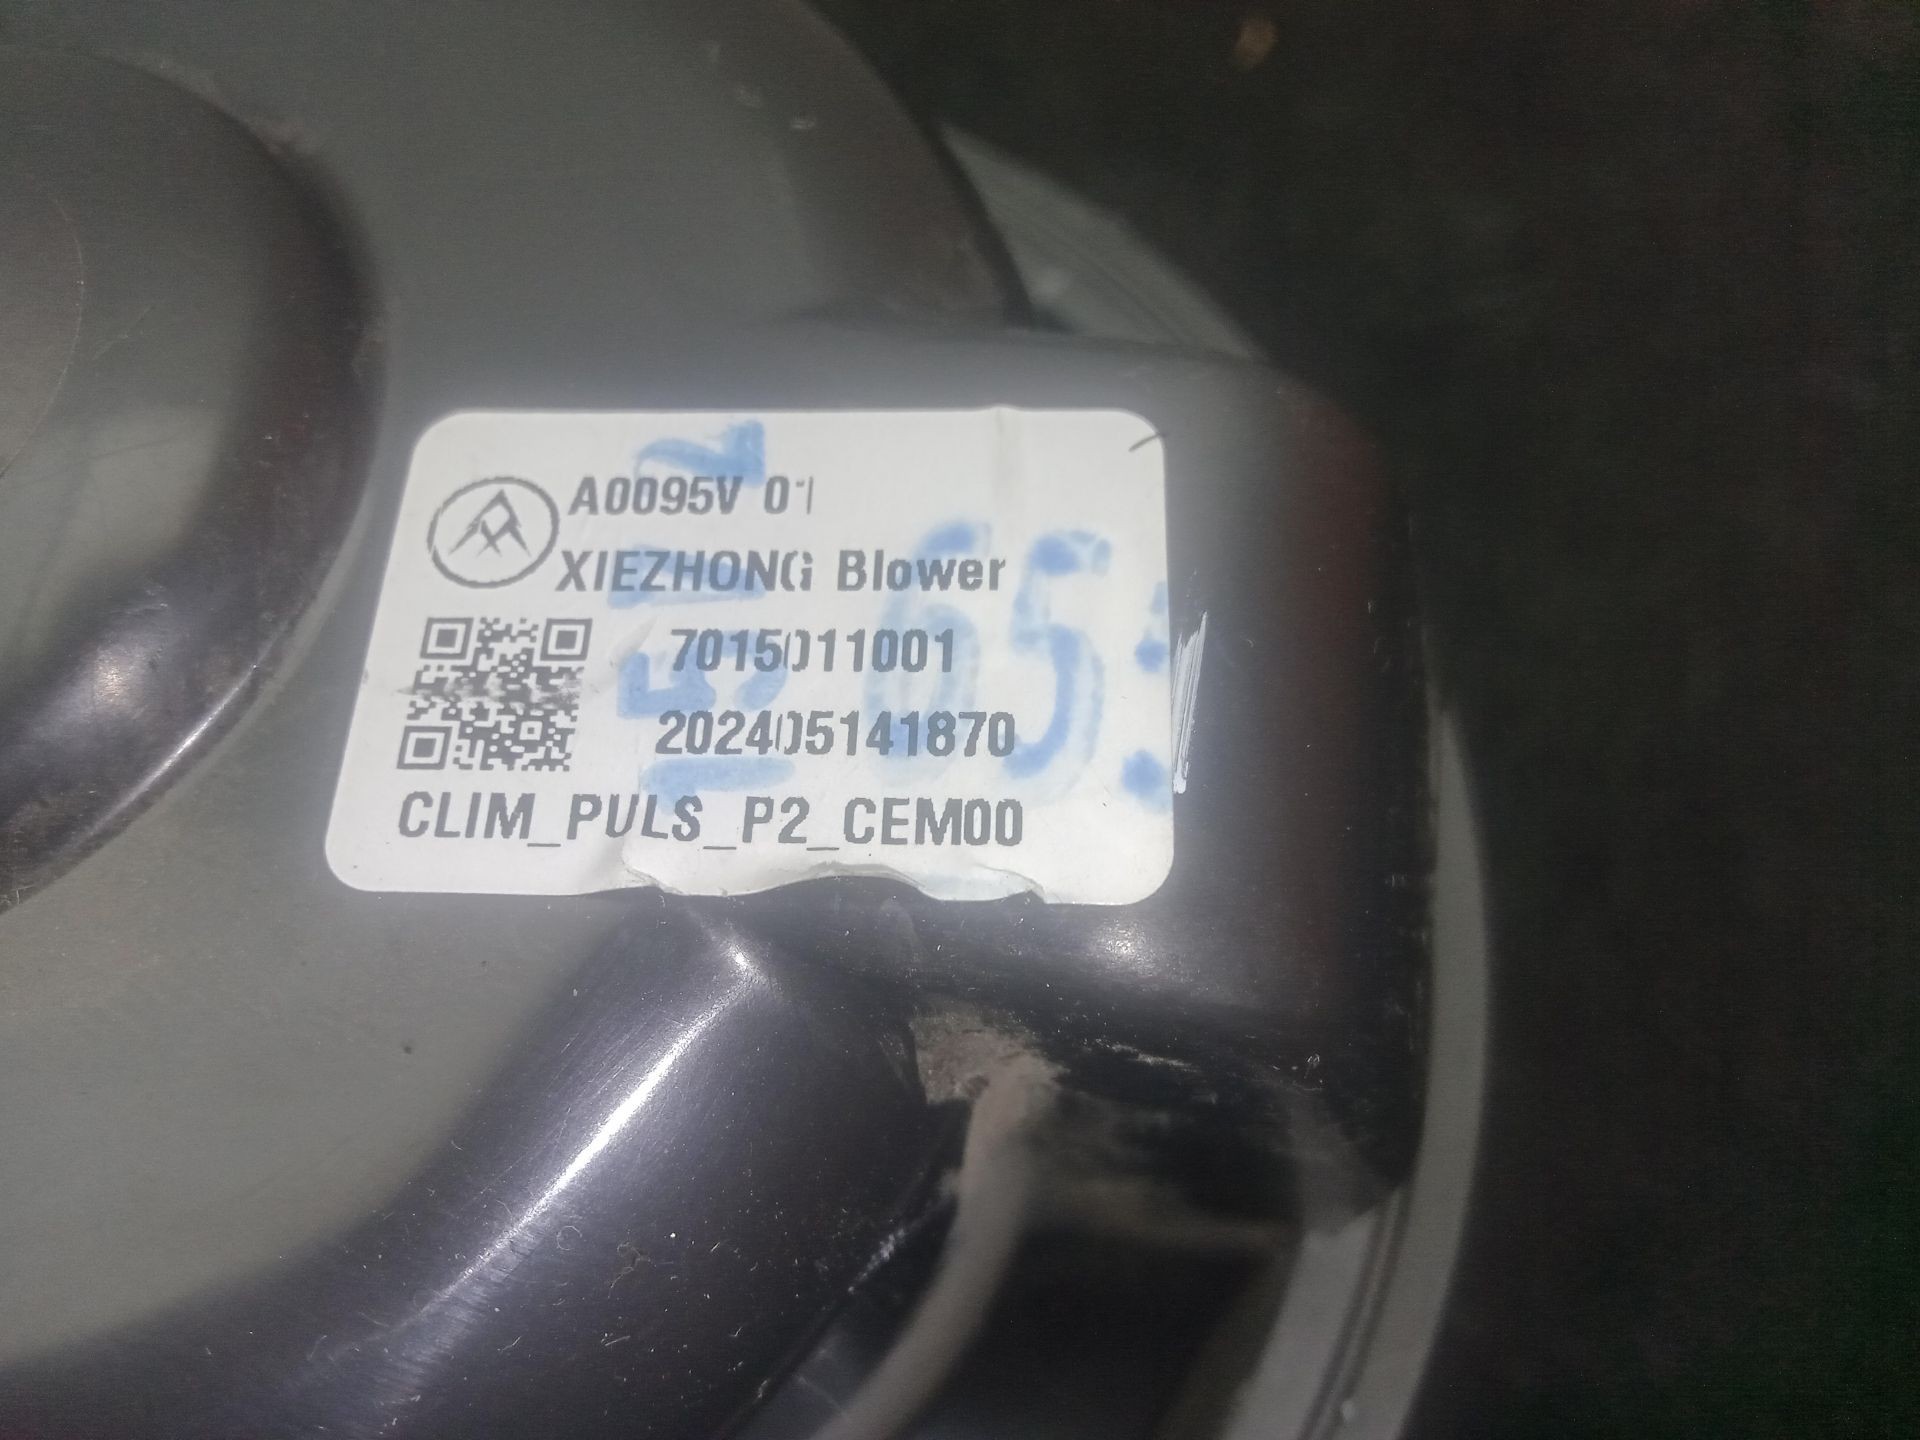 A0095V 01
XIEZHONG Blower
7015011001
202405141870
CLIM_PULS_P2_CEM00